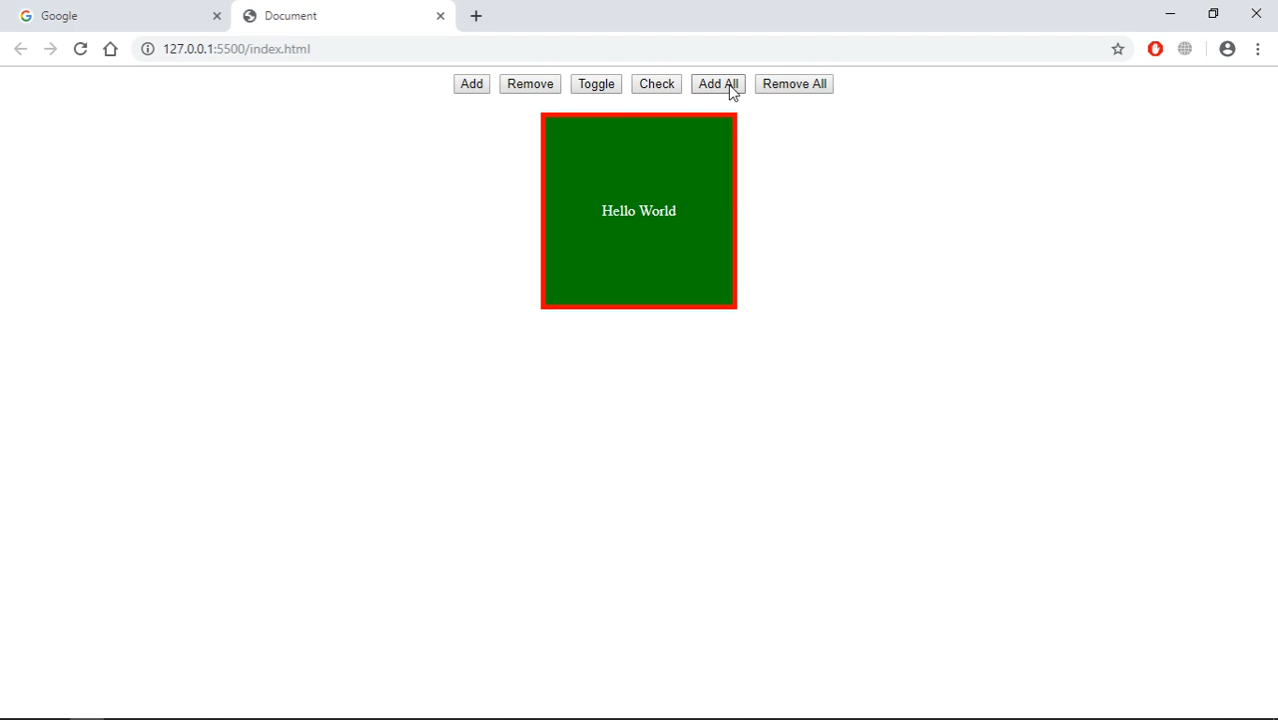 Google
Document
127.0.0.1:5500/index.html
Add Remove Toggle Check Add All Remove All
Hello World